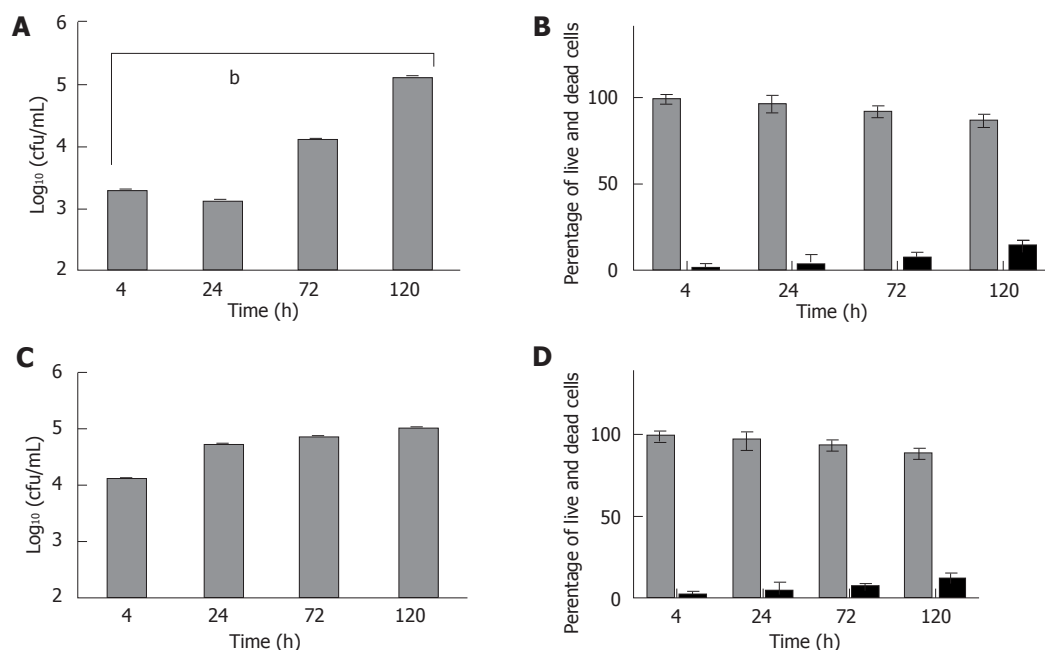 A
Log₁₀ (cfu/mL)
6
5
4
3
2
b
4 24 72 120
Time (h)
B
Perentage of live and dead cells
100
50
0
4 24 72 120
Time (h)
C
Log₁₀ (cfu/mL)
6
5
4
3
2
4 24 72 120
Time (h)
D
Perentage of live and dead cells
100
50
0
4 24 72 120
Time (h)